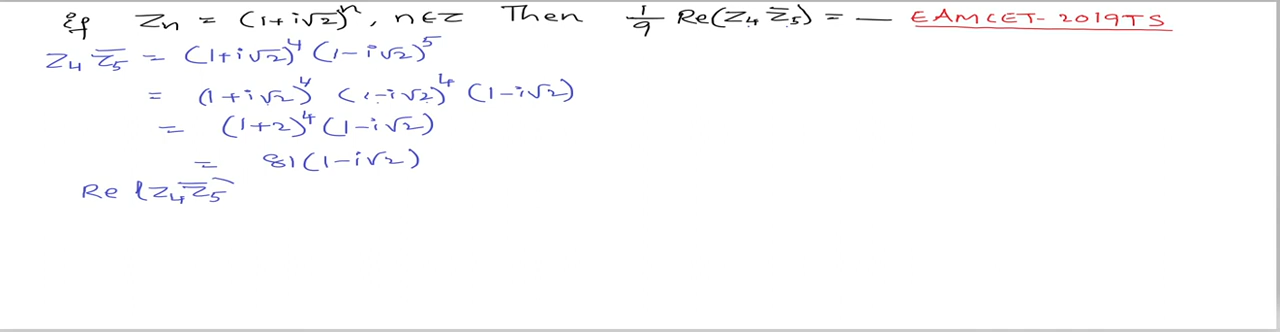 if Zn = (1+i√2)^n, n∈Z Then 1/9 Re(Z₄ Z̅₅) = — EAMCET-2019TS
Z₄ Z̅₅ = (1+i√2)⁴ (1-i√2)⁵
= (1+i√2)⁴ (1-i√2)⁴ (1-i√2)
= (1+2)⁴ (1-i√2)
= 81(1-i√2)
Re (Z₄Z̅₅)